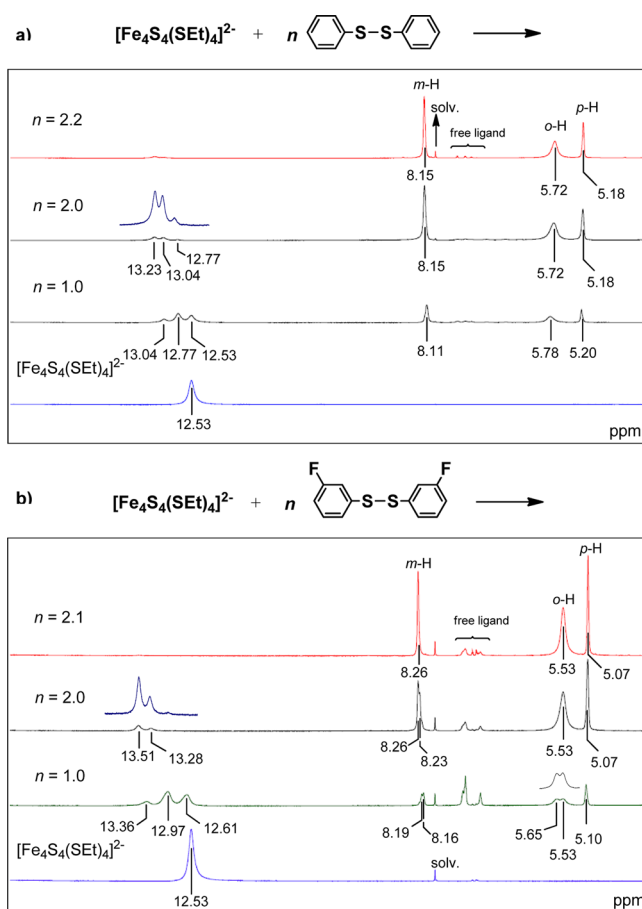 a) [Fe4S4(SEt)4]2- + n S–S
m-H
solv.
free ligand
o-H
p-H
n = 2.2
8.15
5.72
5.18
n = 2.0
13.23
13.04
12.77
8.15
5.72
5.18
n = 1.0
13.04
12.77
12.53
8.11
5.78
5.20
[Fe4S4(SEt)4]2-
12.53
ppm
b) [Fe4S4(SEt)4]2- + n F S–S F
m-H
free ligand
o-H
p-H
n = 2.1
8.26
5.53
5.07
n = 2.0
13.51
13.28
8.26
8.23
5.53
5.07
n = 1.0
13.36
12.97
12.61
8.19
8.16
5.65
5.53
5.10
[Fe4S4(SEt)4]2-
solv.
12.53
ppm